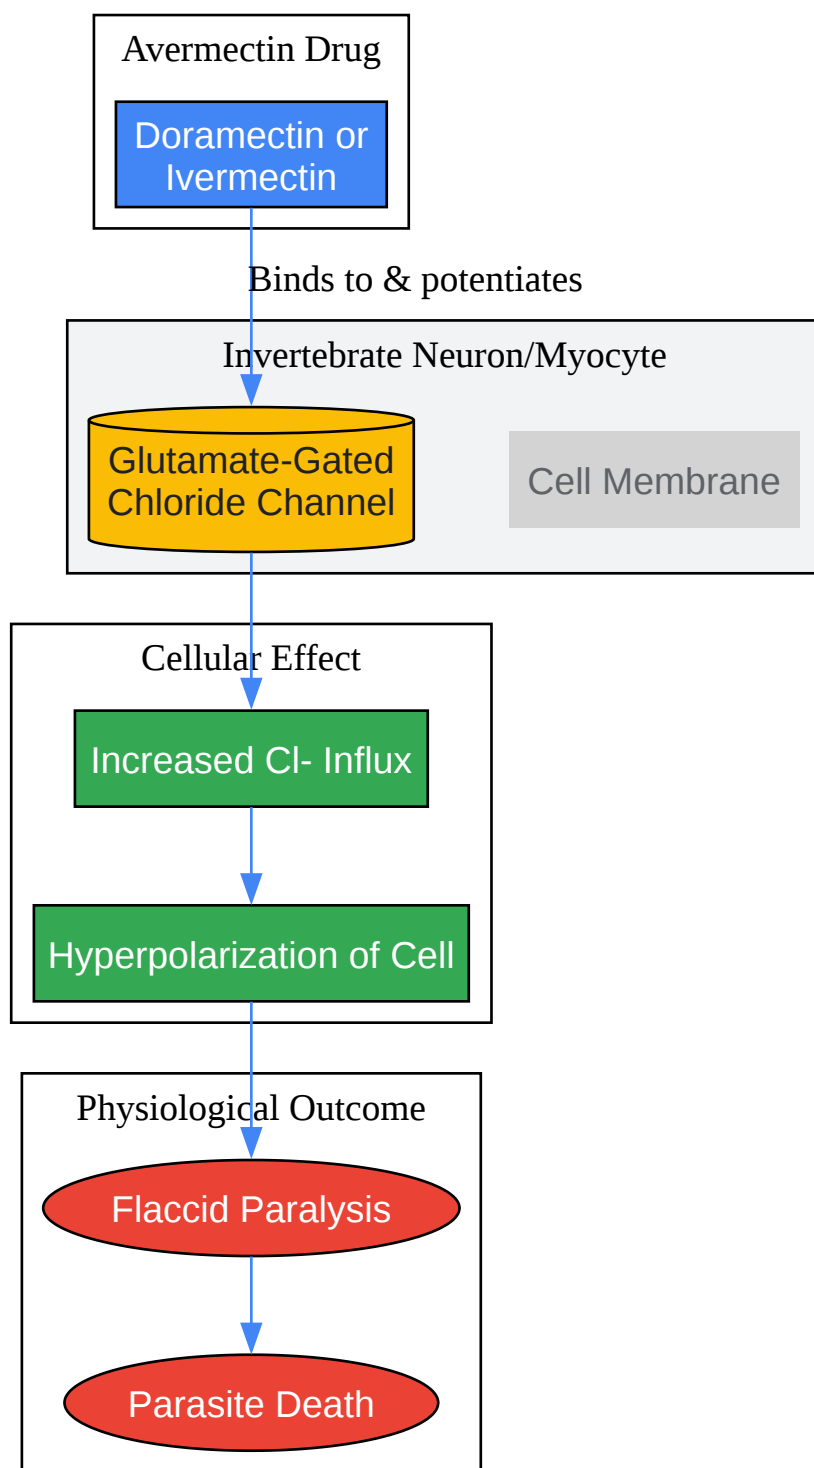 Avermectin Drug
Doramectin or
Ivermectin
Binds to & potentiates
Invertebrate Neuron/Myocyte
Glutamate-Gated
Chloride Channel
Cell Membrane
Cellular Effect
Increased Cl- Influx
Hyperpolarization of Cell
Physiological Outcome
Flaccid Paralysis
Parasite Death